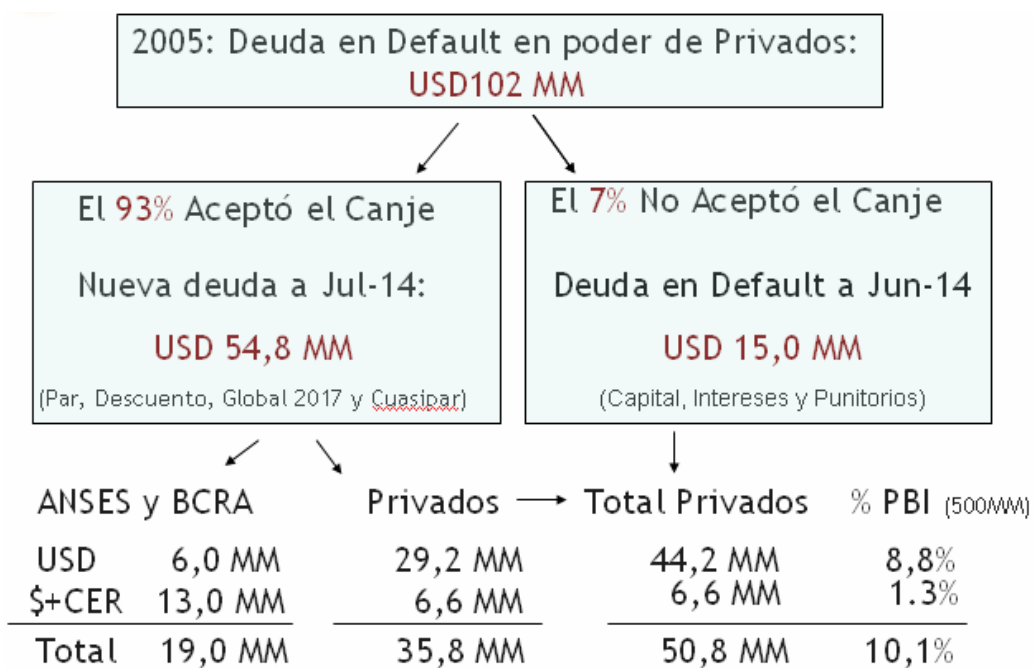 2005: Deuda en Default en poder de Privados:
USD102 MM
El 93% Aceptó el Canje
Nueva deuda a Jul-14:
USD 54,8 MM
(Par, Descuento, Global 2017 y Cuasipar)
El 7% No Aceptó el Canje
Deuda en Default a Jun-14
USD 15,0 MM
(Capital, Intereses y Punitorios)
ANSES y BCRA Privados Total Privados % PBI (500MM)
USD 6,0 MM 29,2 MM 44,2 MM 8,8%
$+CER 13,0 MM 6,6 MM 6,6 MM 1.3%
Total 19,0 MM 35,8 MM 50,8 MM 10,1%